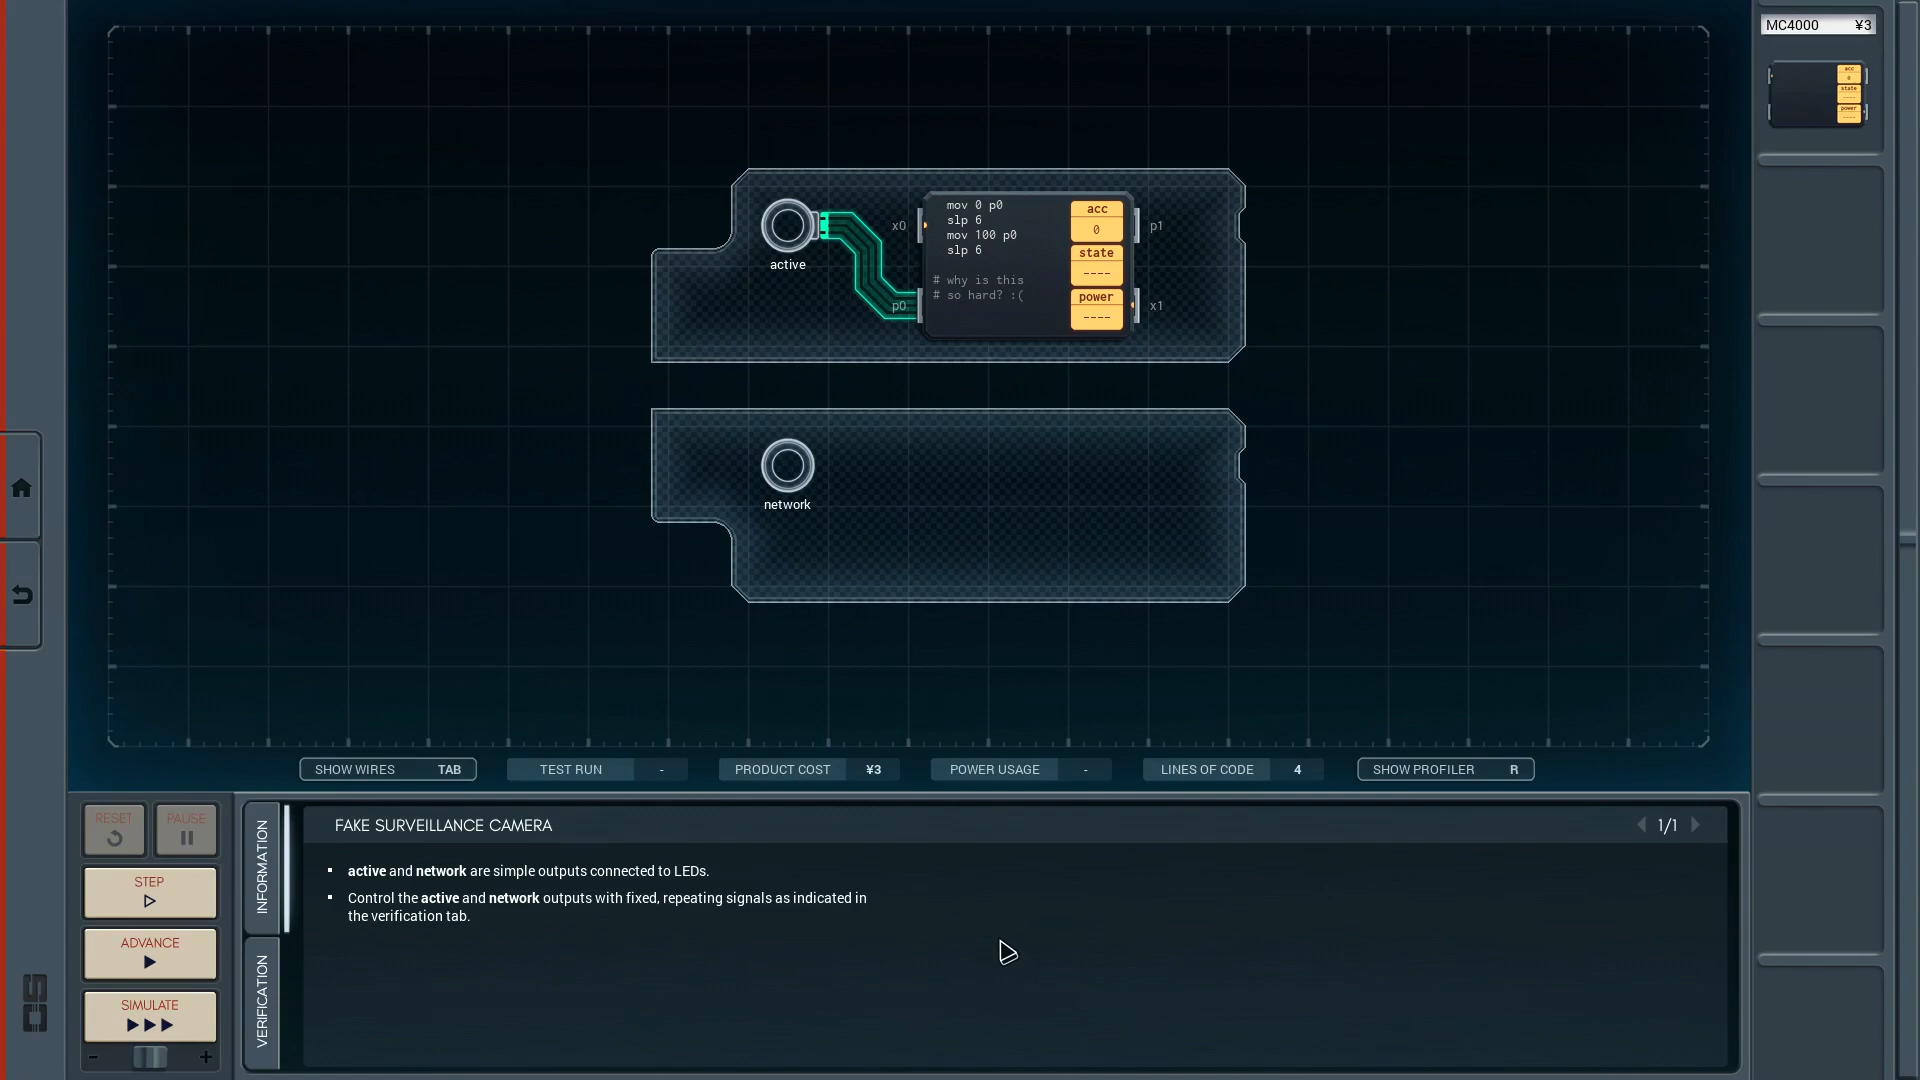 MC4000 ¥3
acc
0
state
----
power
----
active
x0
p0
mov 0 p0
slp 6
mov 100 p0
slp 6
# why is this
# so hard? :(
acc
0
state
----
power
----
p1
x1
network
SHOW WIRES TAB
TEST RUN -
PRODUCT COST ¥3
POWER USAGE -
LINES OF CODE 4
SHOW PROFILER R
RESET
PAUSE
STEP
ADVANCE
SIMULATE
- +
INFORMATION
VERIFICATION
FAKE SURVEILLANCE CAMERA
1/1
▪ active and network are simple outputs connected to LEDs.
▪ Control the active and network outputs with fixed, repeating signals as indicated in
the verification tab.